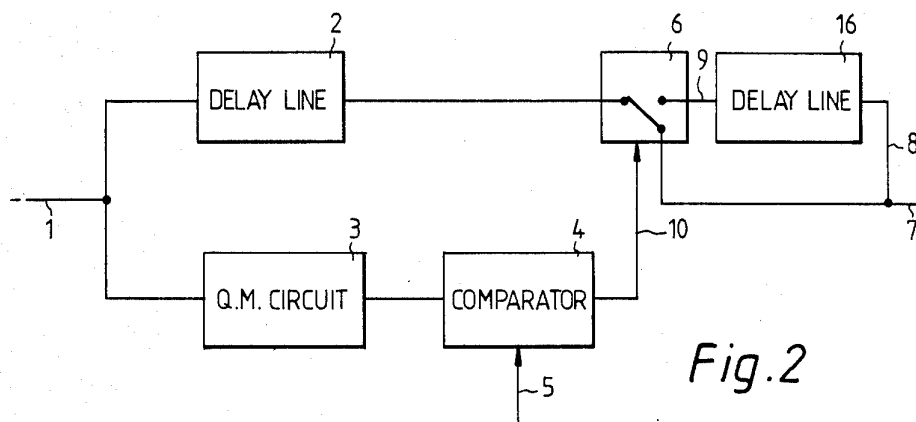 2
6
16
9
DELAY LINE
DELAY LINE
8
1
7
3
4
10
Q.M. CIRCUIT
COMPARATOR
5
Fig.2